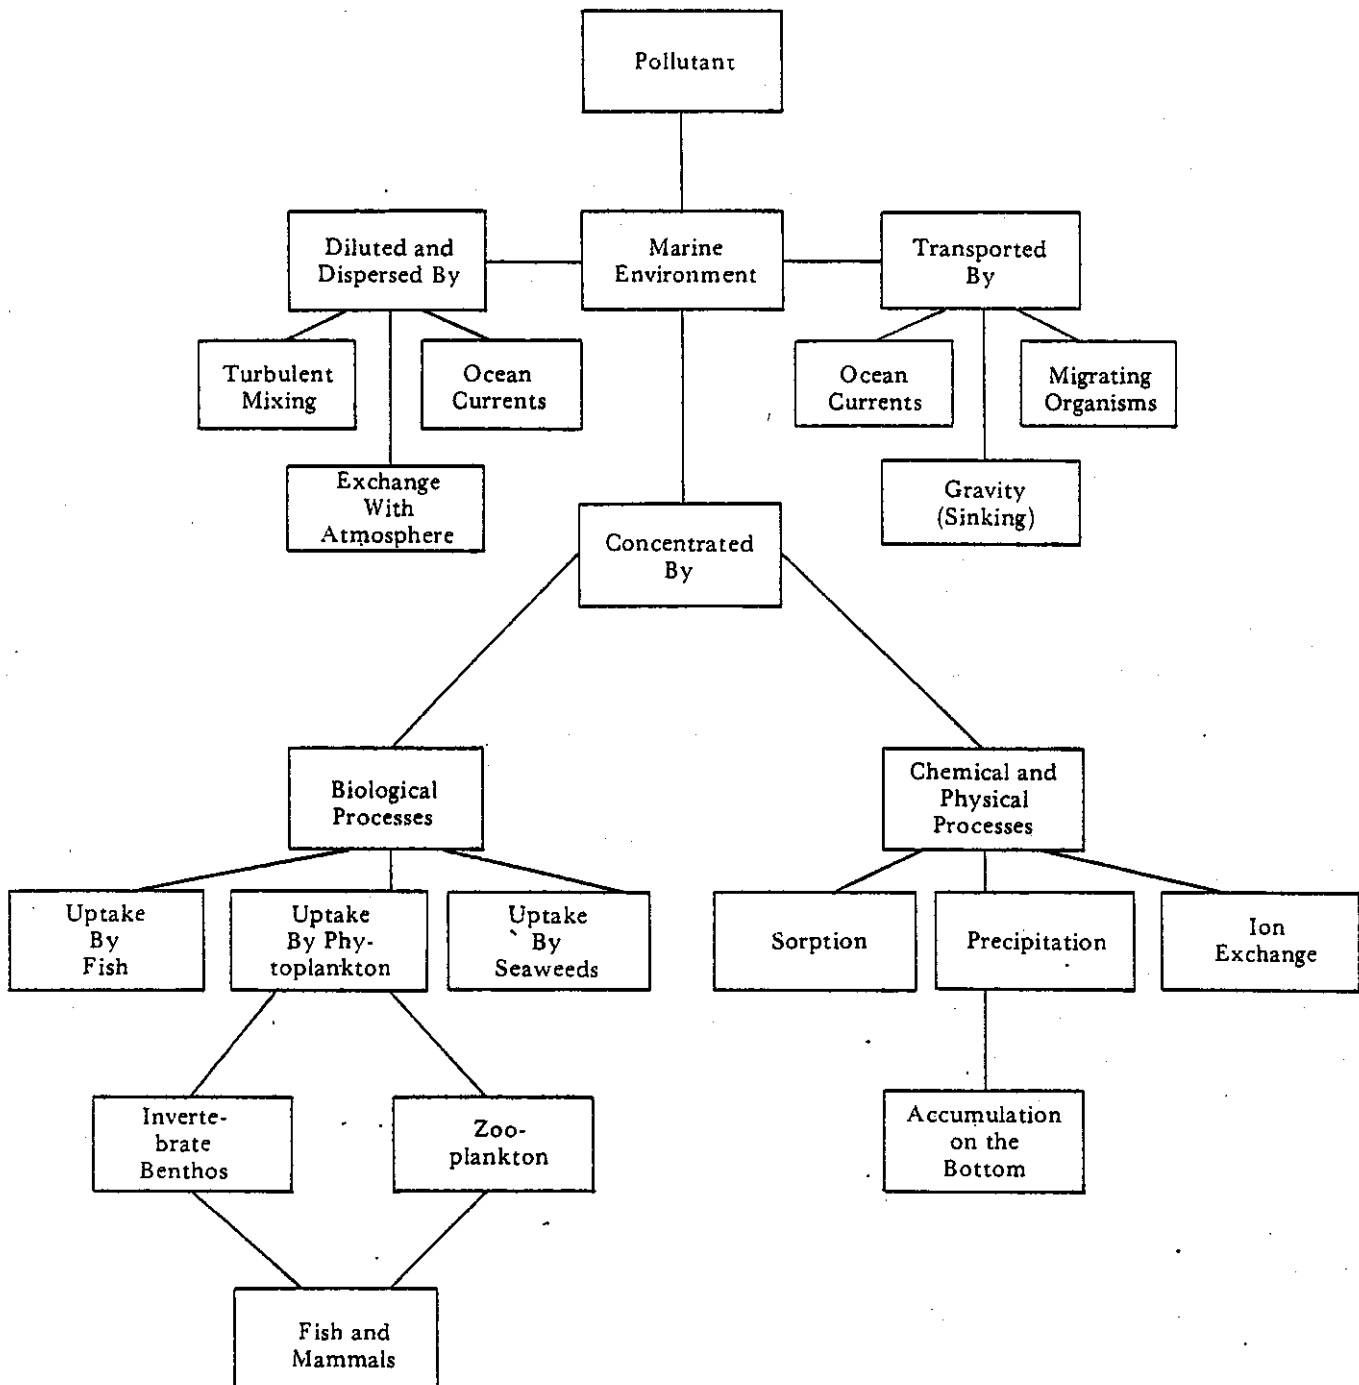 Pollutant
Diluted and
Dispersed By
Marine
Environment
Transported
By
Turbulent
Mixing
Ocean
Currents
Ocean
Currents
Migrating
Organisms
Exchange
With
Atmosphere
Gravity
(Sinking)
Concentrated
By
Biological
Processes
Chemical and
Physical
Processes
Uptake
By
Fish
Uptake
By Phy-
toplankton
Uptake
By
Seaweeds
Sorption
Precipitation
Ion
Exchange
Inverte-
brate
Benthos
Zoo-
plankton
Accumulation
on the
Bottom
Fish and
Mammals